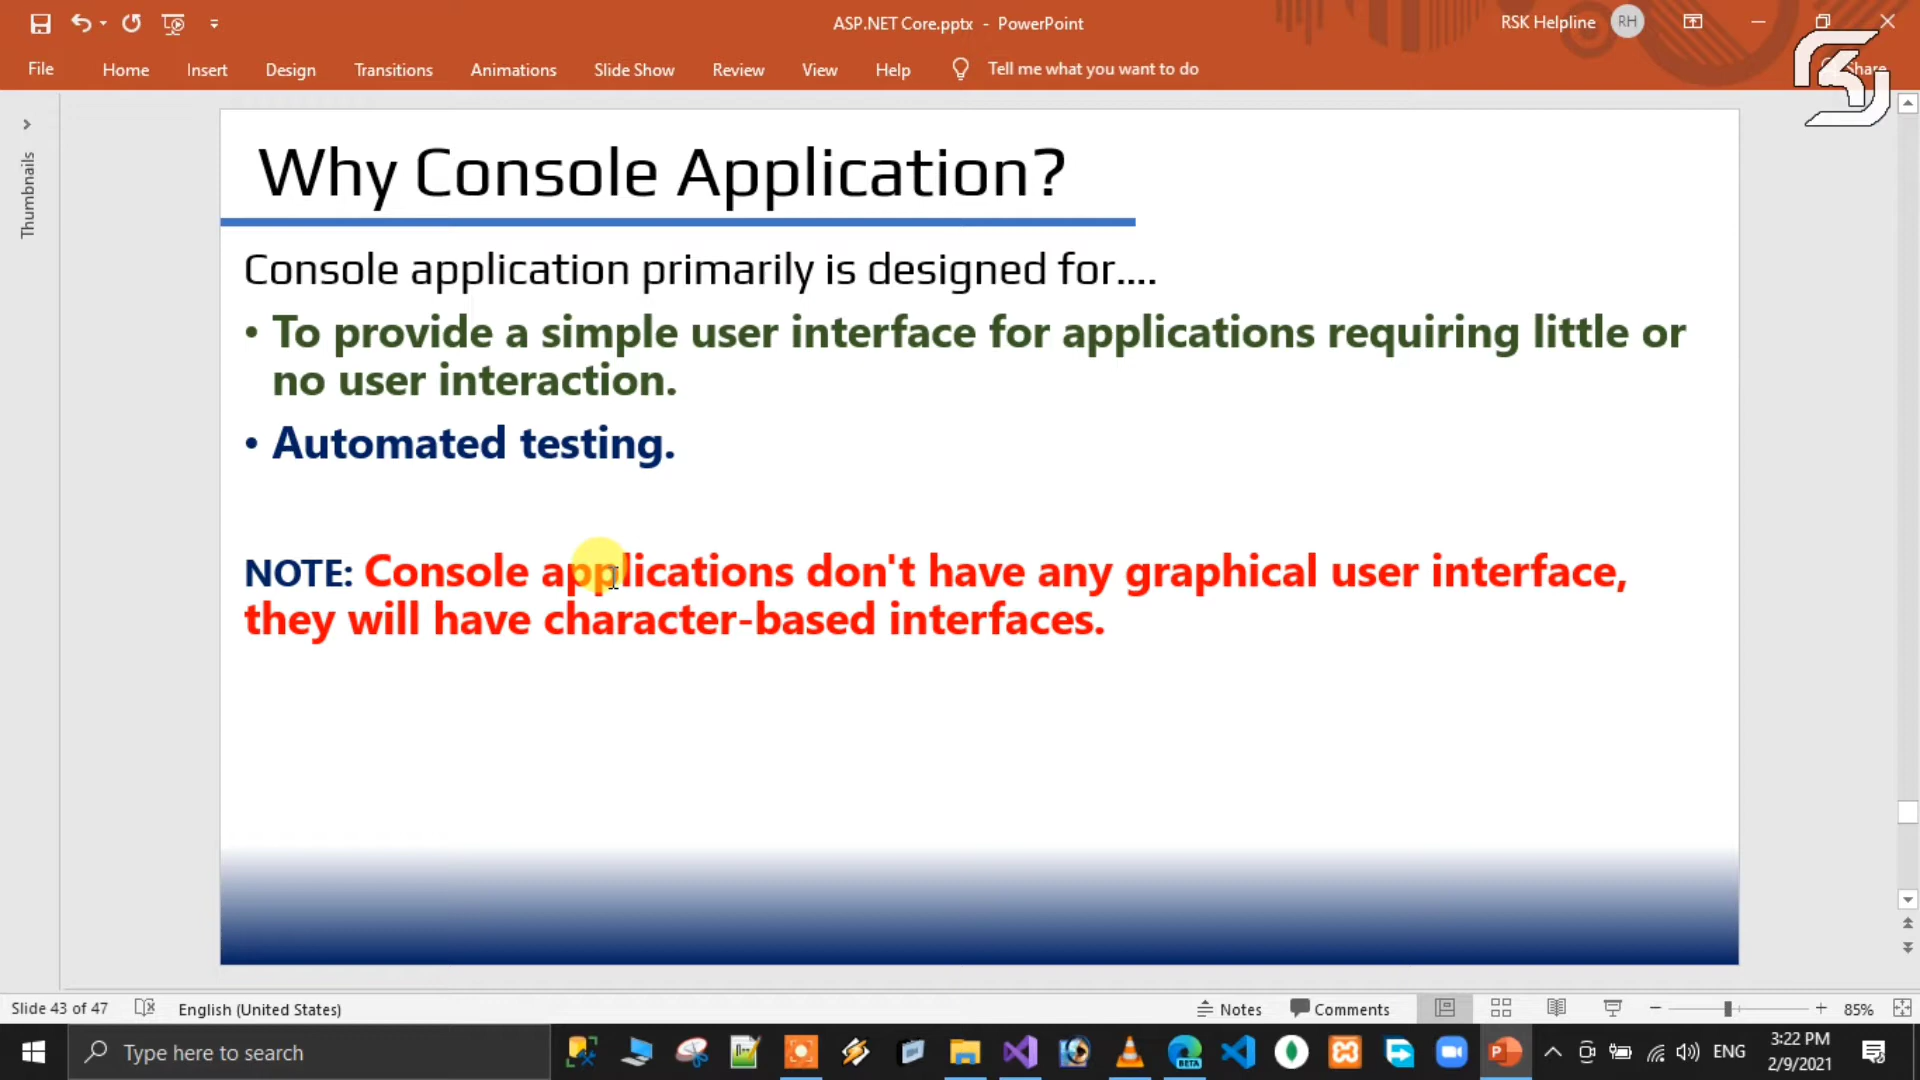 ASP.NET Core.pptx - PowerPoint
RSK Helpline
RH
File Home Insert Design Transitions Animations Slide Show Review View Help Tell me what you want to do
Share
Thumbnails
Why Console Application?
Console application primarily is designed for....
• To provide a simple user interface for applications requiring little or
no user interaction.
• Automated testing.
NOTE: Console applications don't have any graphical user interface,
they will have character-based interfaces.
Slide 43 of 47 English (United States) Notes Comments 85%
Type here to search
BETA
ENG
3:22 PM
2/9/2021